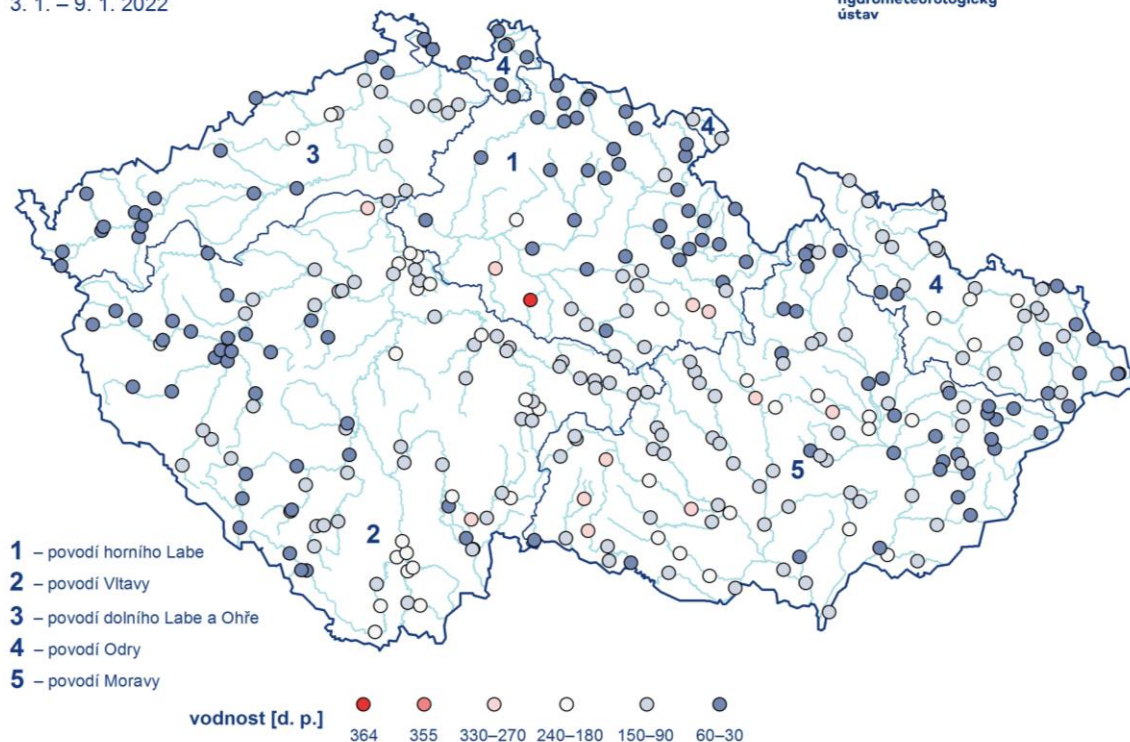 3. 1. – 9. 1. 2022
hydrometeorologický
ústav
4
4
3
1
4
5
2
1 – povodí horního Labe
2 – povodí Vltavy
3 – povodí dolního Labe a Ohře
4 – povodí Odry
5 – povodí Moravy
vodnost [d. p.]
364 355 330–270 240–180 150–90 60–30